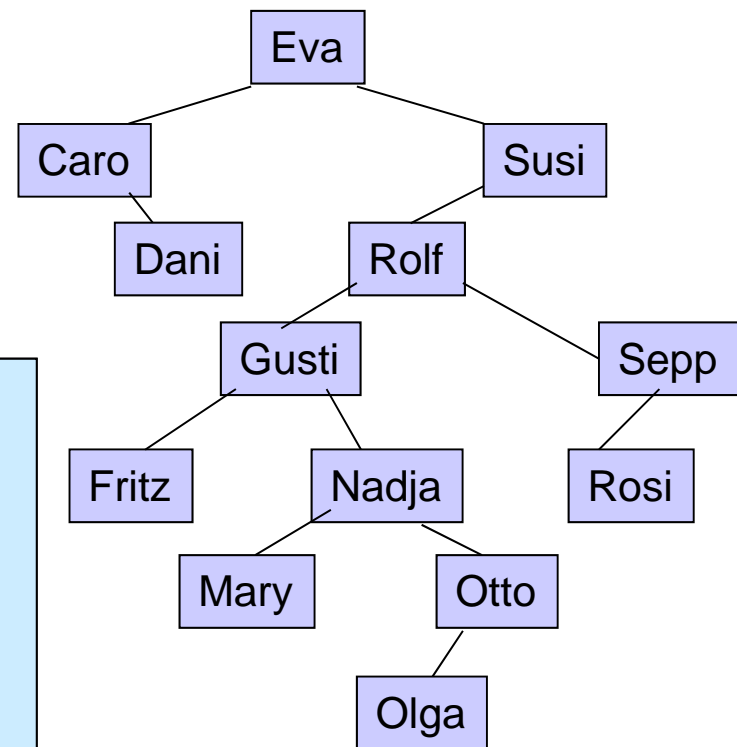 Eva
Caro
Susi
Dani
Rolf
Gusti
Sepp
Fritz
Nadja
Rosi
Mary
Otto
Olga